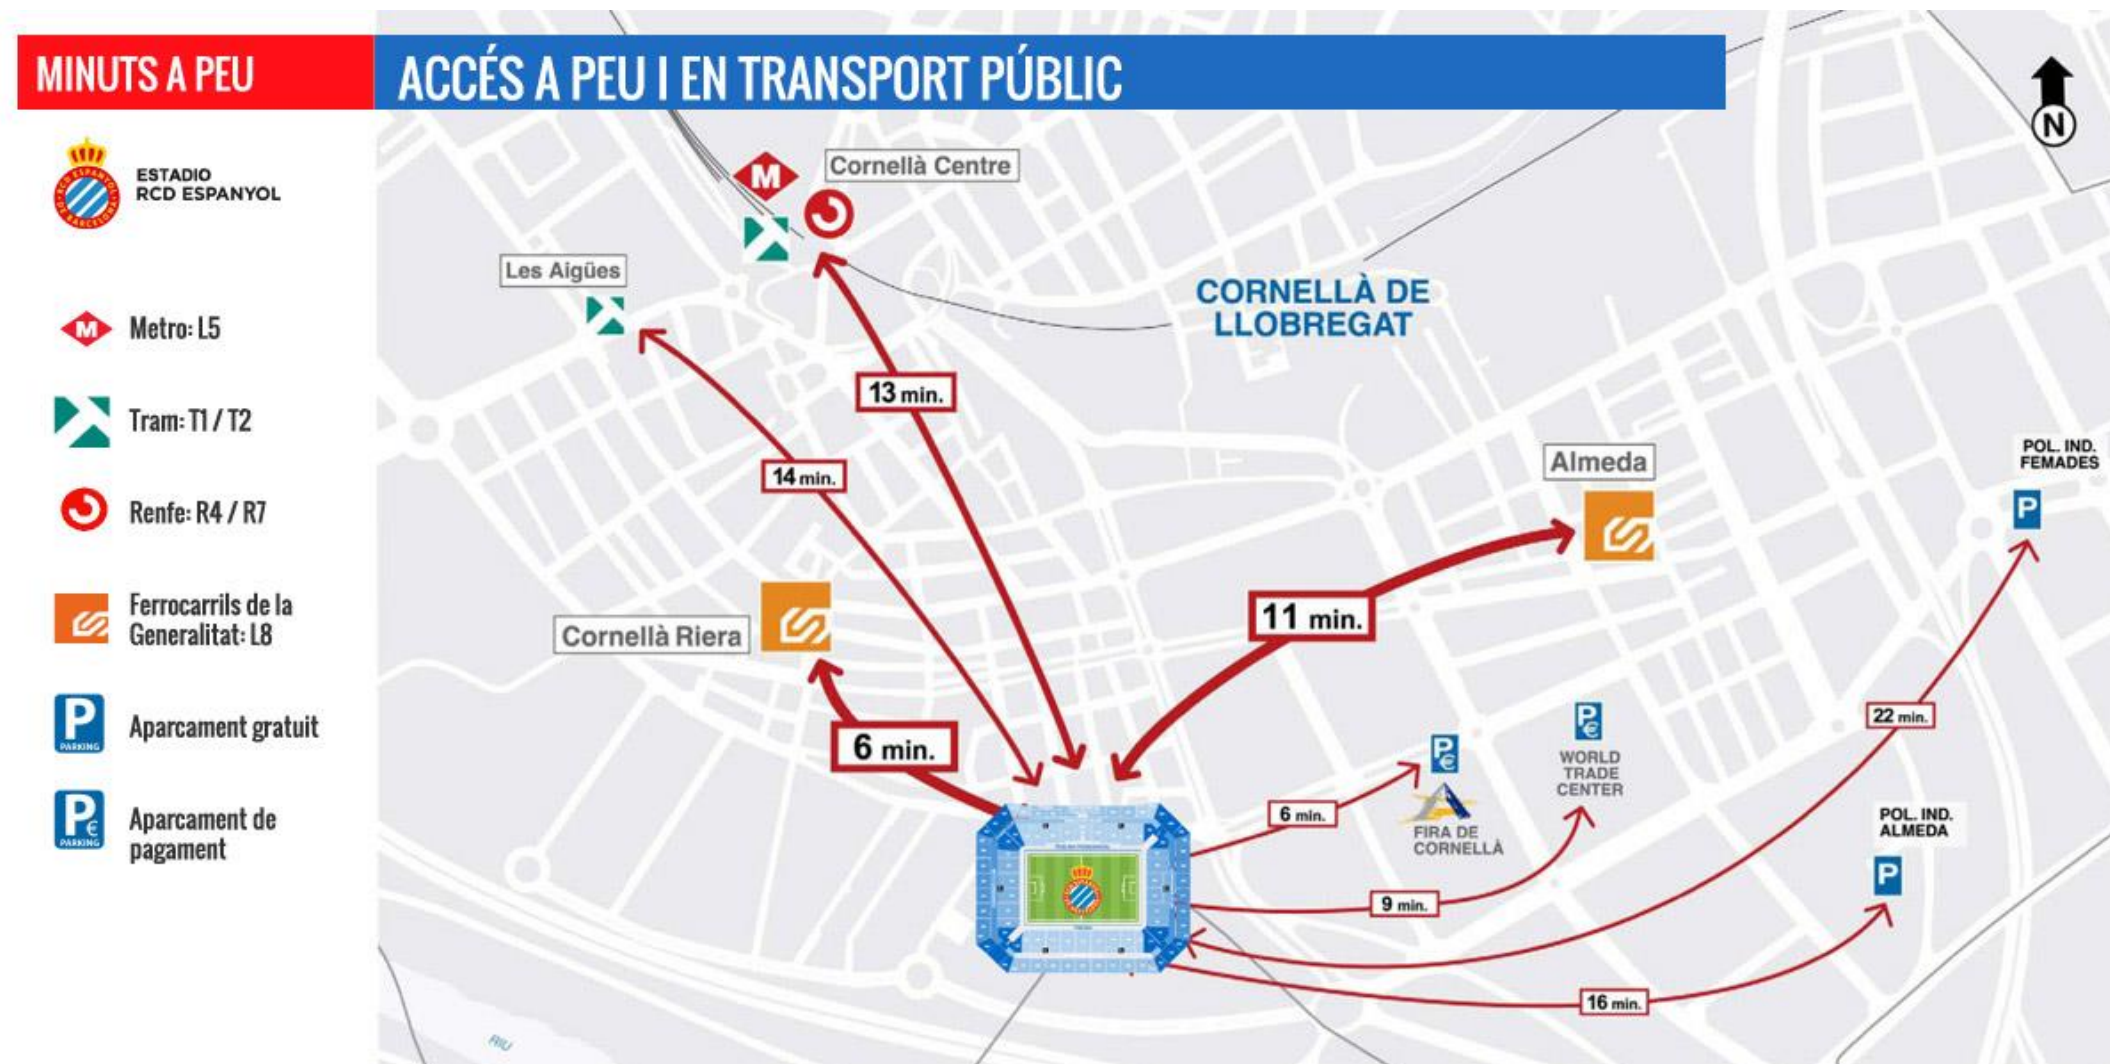 MINUTS A PEU
ACCÉS A PEU I EN TRANSPORT PÚBLIC
ESTADIO
RCD ESPANYOL
M
Metro: L5
Tram: T1 / T2
Renfe: R4 / R7
Ferrocarrils de la
Generalitat: L8
P
PARKING
Aparcament gratuit
P€
PARKING
Aparcament de
pagament
N
M
Cornellà Centre
Les Aigües
CORNELLÀ DE
LLOBREGAT
13 min.
14 min.
Almeda
POL. IND.
FEMADES
P
Cornellà Riera
11 min.
6 min.
22 min.
P€
WORLD
TRADE
CENTER
P€
6 min.
FIRA DE
CORNELLÀ
POL. IND.
ALMEDA
P
9 min.
16 min.
RIU